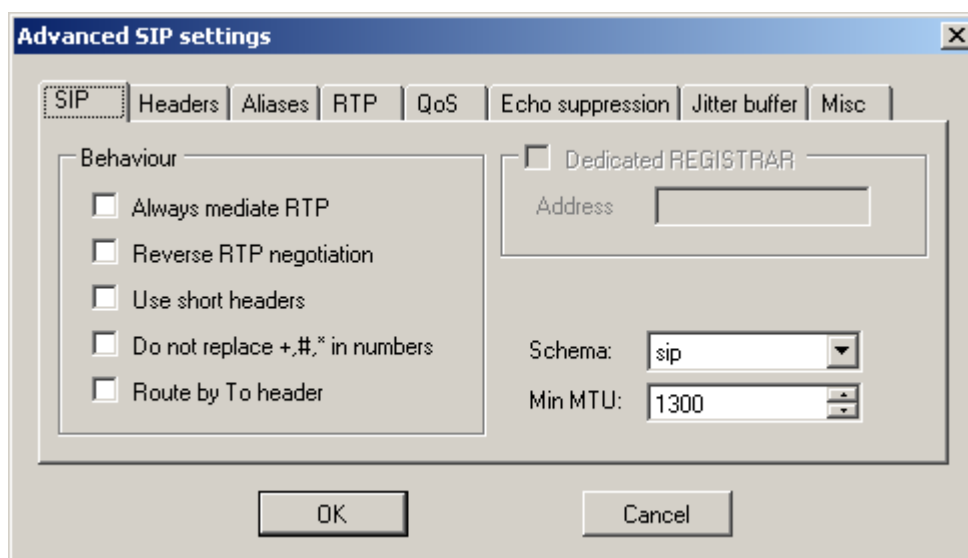 Advanced SIP settings
SIP Headers Aliases RTP QoS Echo suppression Jitter buffer Misc
Behaviour
Always mediate RTP
Reverse RTP negotiation
Use short headers
Do not replace +,#,* in numbers
Route by To header
Dedicated REGISTRAR
Address
Schema: sip
Min MTU: 1300
OK Cancel